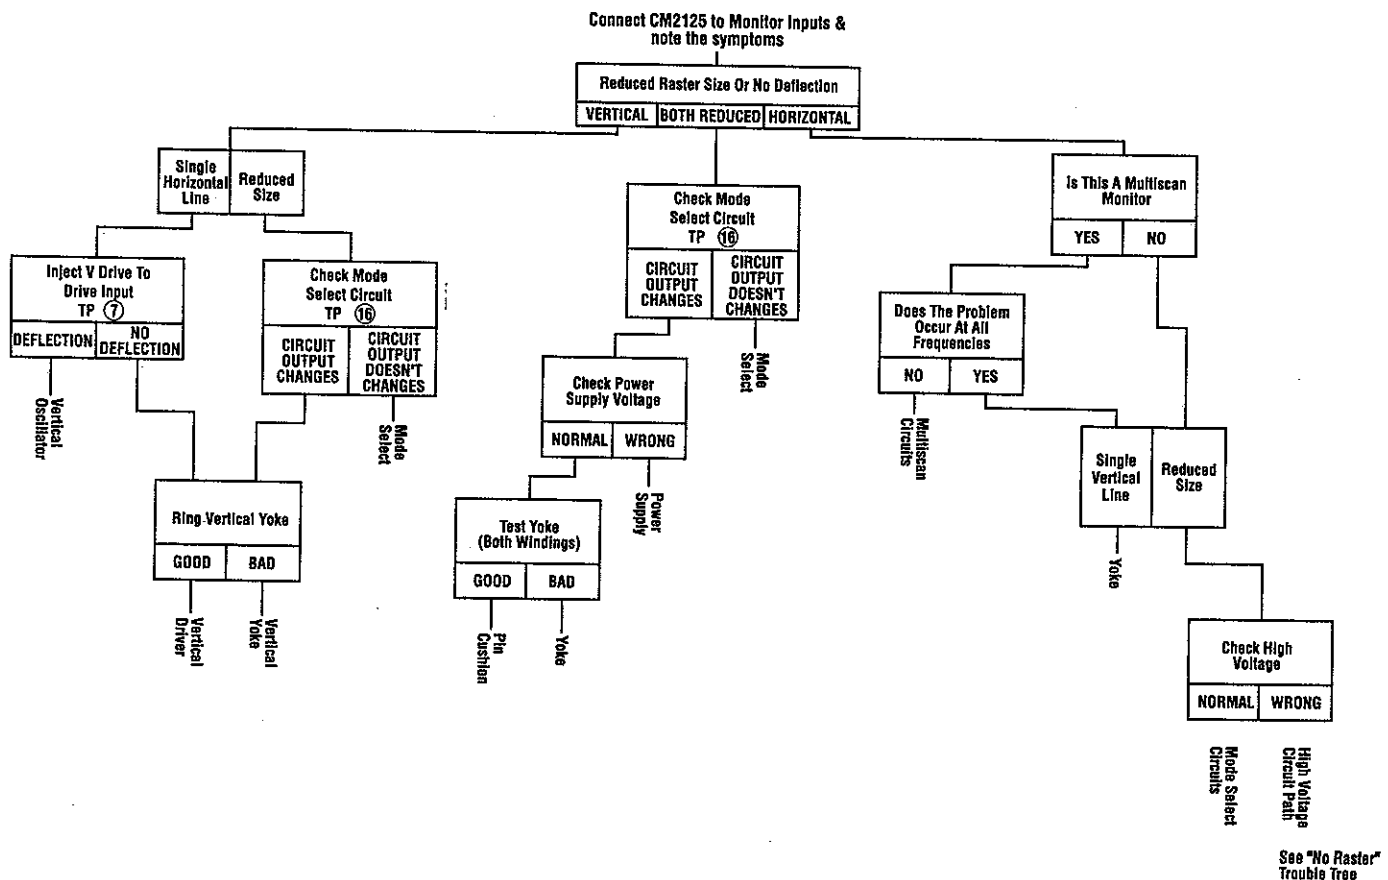 Connect CM2125 to Monitor Inputs &
note the symptoms
Reduced Raster Size Or No Deflection
VERTICAL
BOTH REDUCED
HORIZONTAL
Single
Horizontal
Line
Reduced
Size
Inject V Drive To
Drive Input
TP 7
DEFLECTION
NO
DEFLECTION
Vertical
Oscillator
Check Mode
Select Circuit
TP 16
CIRCUIT
OUTPUT
CHANGES
CIRCUIT
OUTPUT
DOESN'T
CHANGES
Mode
Select
Ring Vertical Yoke
GOOD
BAD
Vertical
Driver
Vertical
Yoke
Check Mode
Select Circuit
TP 16
CIRCUIT
OUTPUT
CHANGES
CIRCUIT
OUTPUT
DOESN'T
CHANGES
Mode
Select
Check Power
Supply Voltage
NORMAL
WRONG
Power
Supply
Test Yoke
(Both Windings)
GOOD
BAD
Pin
Cushion
Yoke
Is This A Multiscan
Monitor
YES
NO
Does The Problem
Occur At All
Frequencies
NO
YES
Multiscan
Circuits
Single
Vertical
Line
Reduced
Size
Yoke
Check High
Voltage
NORMAL
WRONG
Mode Select
Circuits
High Voltage
Circuit Path
See "No Raster"
Trouble Tree